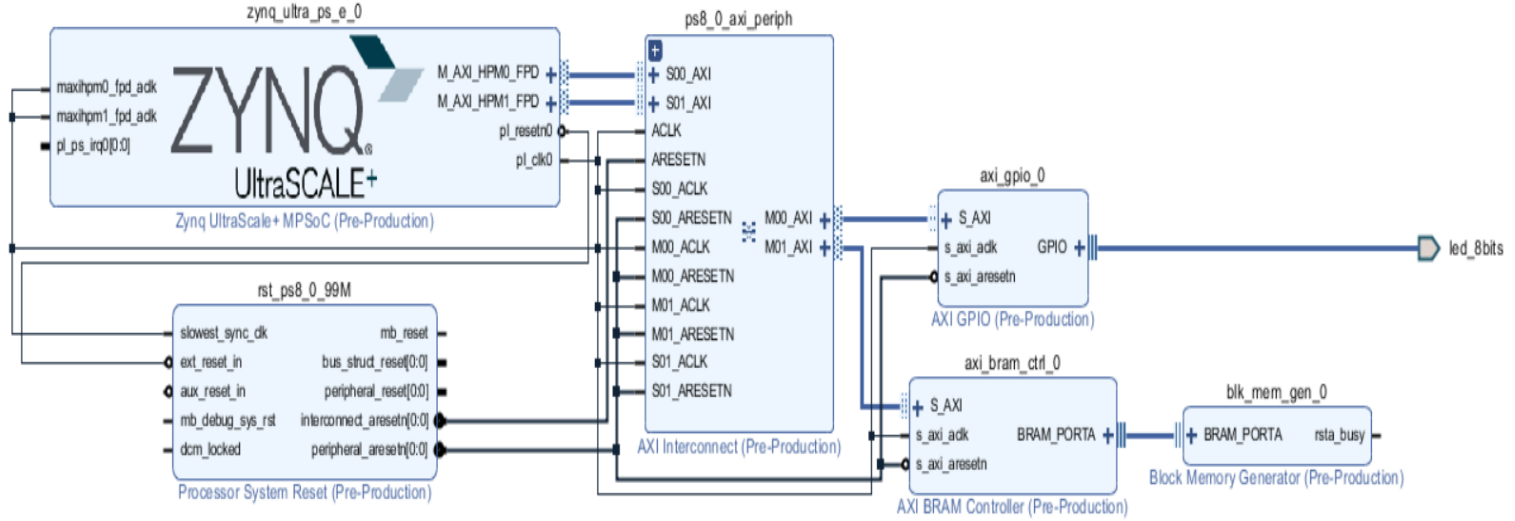 zynq_ultra_ps_e_0
maxihpm0_fpd_aclk
maxihpm1_fpd_aclk
pl_ps_irq0[0:0]
ZYNQ
UltraSCALE+
M_AXI_HPM0_FPD
M_AXI_HPM1_FPD
pl_resetn0
pl_clk0
Zynq UltraScale+ MPSoC (Pre-Production)
rst_ps8_0_99M
slowest_sync_clk
ext_reset_in
aux_reset_in
mb_debug_sys_rst
dcm_locked
mb_reset
bus_struct_reset[0:0]
peripheral_reset[0:0]
interconnect_aresetn[0:0]
peripheral_aresetn[0:0]
Processor System Reset (Pre-Production)
ps8_0_axi_periph
S00_AXI
S01_AXI
ACLK
ARESETN
S00_ACLK
S00_ARESETN
M00_ACLK
M00_ARESETN
M01_ACLK
M01_ARESETN
S01_ACLK
S01_ARESETN
M00_AXI
M01_AXI
AXI Interconnect (Pre-Production)
axi_gpio_0
S_AXI
s_axi_aclk
s_axi_aresetn
GPIO
AXI GPIO (Pre-Production)
led_8bits
axi_bram_ctrl_0
S_AXI
s_axi_aclk
s_axi_aresetn
BRAM_PORTA
AXI BRAM Controller (Pre-Production)
blk_mem_gen_0
BRAM_PORTA
rsta_busy
Block Memory Generator (Pre-Production)